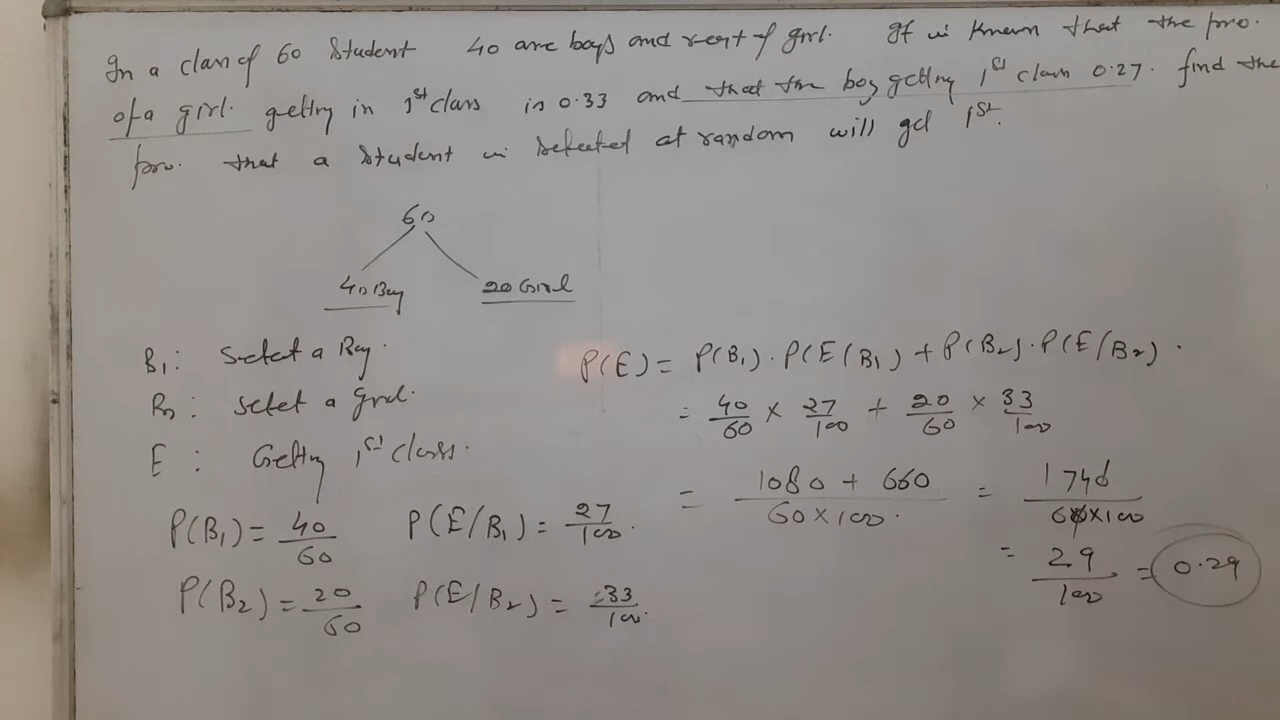 In a class of 60 student 40 are boys and rest of girl. If is known that the pro.
of a girl. getting in 1st class is 0.33 and that the boy getting 1st class 0.27. find the
pro. that a student is selected at random will get 1st.
60
40 Boy 20 Girl
B₁ : Select a Boy.
B₂ : select a girl.
E : Getting 1st class.
P(B₁) = 40/60 P(E/B₁) = 27/100.
P(B₂) = 20/60 P(E/B₂) = 33/100.
P(E) = P(B₁) . P(E/B₁) + P(B₂) . P(E/B₂) .
= 40/60 × 27/100 + 20/60 × 33/100
= 1080 + 660 / 60×100. = 1740 / 60×100
= 29/100 = 0.29